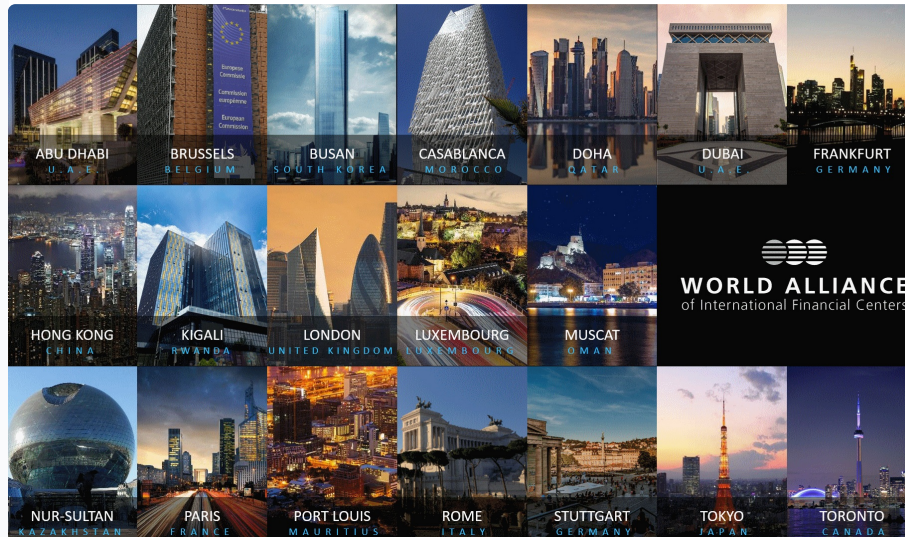 European
Commission
Commission
européenne
European
Commission
ABU DHABI
U.A.E.
BRUSSELS
BELGIUM
BUSAN
SOUTH KOREA
CASABLANCA
MOROCCO
DOHA
QATAR
DUBAI
U.A.E.
FRANKFURT
GERMANY
HONG KONG
CHINA
KIGALI
RWANDA
LONDON
UNITED KINGDOM
LUXEMBOURG
LUXEMBOURG
MUSCAT
OMAN
WORLD ALLIANCE
of International Financial Centers
NUR-SULTAN
KAZAKHSTAN
PARIS
FRANCE
PORT LOUIS
MAURITIUS
ROME
ITALY
STUTTGART
GERMANY
TOKYO
JAPAN
TORONTO
CANADA